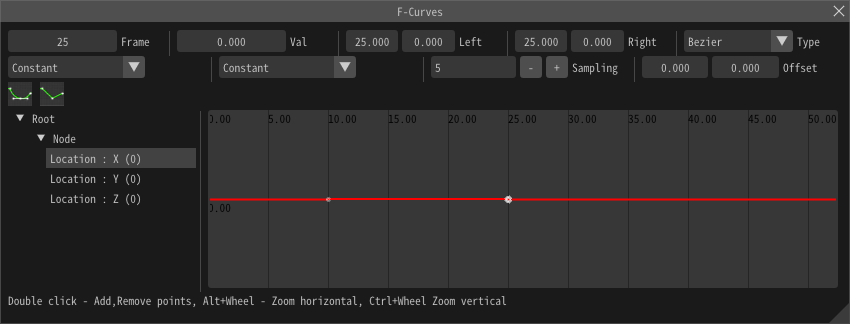 F-Curves
25 Frame 0.000 Val 25.000 0.000 Left 25.000 0.000 Right Bezier Type
Constant Constant 5 - + Sampling 0.000 0.000 Offset
Root
Node
Location : X (0)
Location : Y (0)
Location : Z (0)
0.00 5.00 10.00 15.00 20.00 25.00 30.00 35.00 40.00 45.00 50.00
0.00
Double click - Add,Remove points, Alt+Wheel - Zoom horizontal, Ctrl+Wheel Zoom vertical